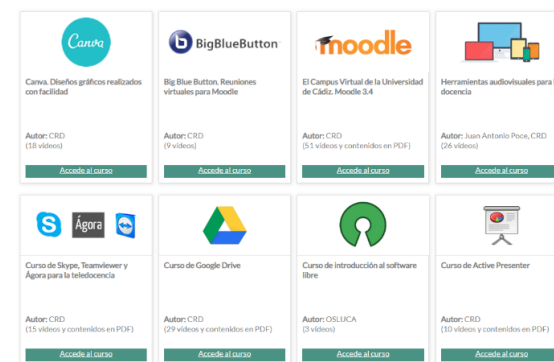 Canva
BigBlueButton
moodle
Canva. Diseños gráficos realizados
con facilidad
Big Blue Button. Reuniones
virtuales para Moodle
El Campus Virtual de la Universidad
de Cádiz. Moodle 3.4
Herramientas audiovisuales para
docencia
Autor: CRD
(18 vídeos)
Autor: CRD
(9 vídeos)
Autor: CRD
(51 vídeos y contenidos en PDF)
Autor: Juan Antonio Poce, CRD
(26 vídeos)
Accede al curso
Accede al curso
Accede al curso
Accede al curso
Ágora
Curso de Skype, Teamviewer y
Ágora para la teledocencia
Curso de Google Drive
Curso de introducción al software
libre
Curso de Active Presenter
Autor: CRD
(15 vídeos y contenidos en PDF)
Autor: CRD
(29 vídeos y contenidos en PDF)
Autor: OSLUCA
(3 vídeos)
Autor: CRD
(10 vídeos y contenidos en PDF)
Accede al curso
Accede al curso
Accede al curso
Accede al curso